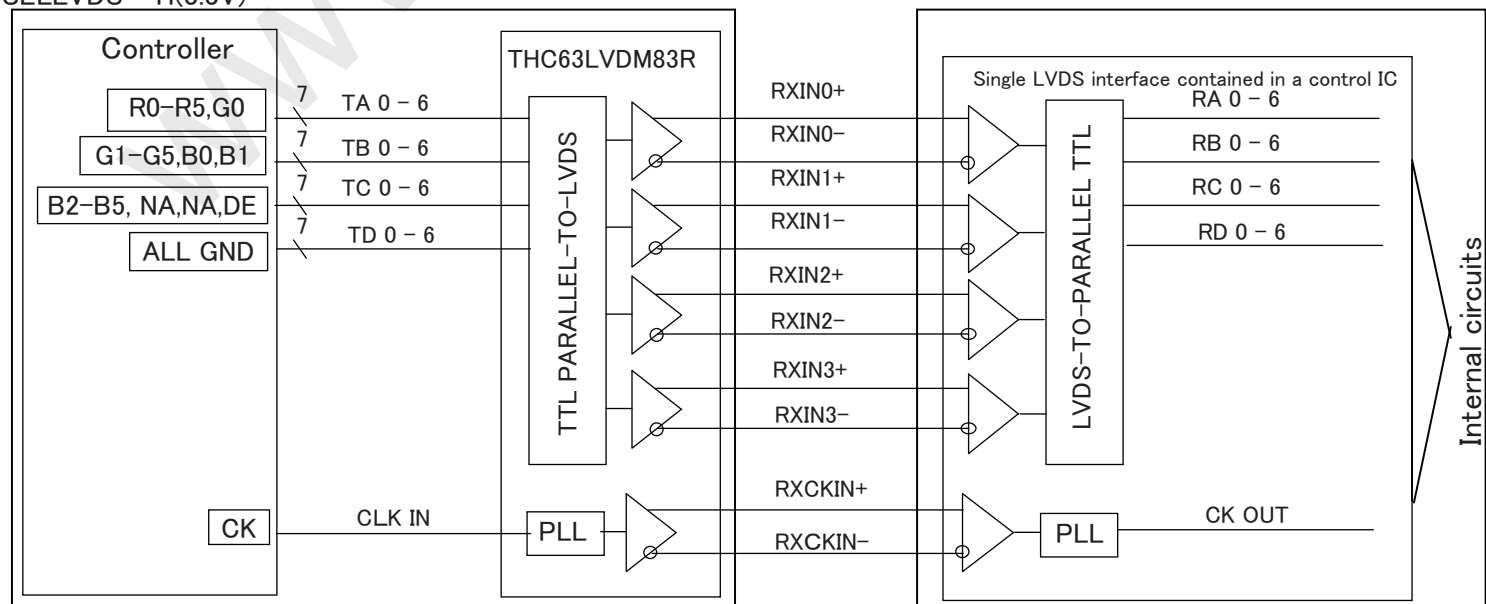 Controller
THC63LVDM83R
Single LVDS interface contained in a control IC
R0-R5,G0
7
TA 0 - 6
RXIN0+
RA 0 - 6
G1-G5,B0,B1
7
TB 0 - 6
RXIN0-
RB 0 - 6
B2-B5, NA,NA,DE
7
TC 0 - 6
RXIN1+
RC 0 - 6
ALL GND
7
TD 0 - 6
RXIN1-
RD 0 - 6
TTL PARALLEL-TO-LVDS
RXIN2+
RXIN2-
RXIN3+
RXIN3-
LVDS-TO-PARALLEL TTL
Internal circuits
CK
CLK IN
PLL
RXCKIN+
RXCKIN-
PLL
CK OUT